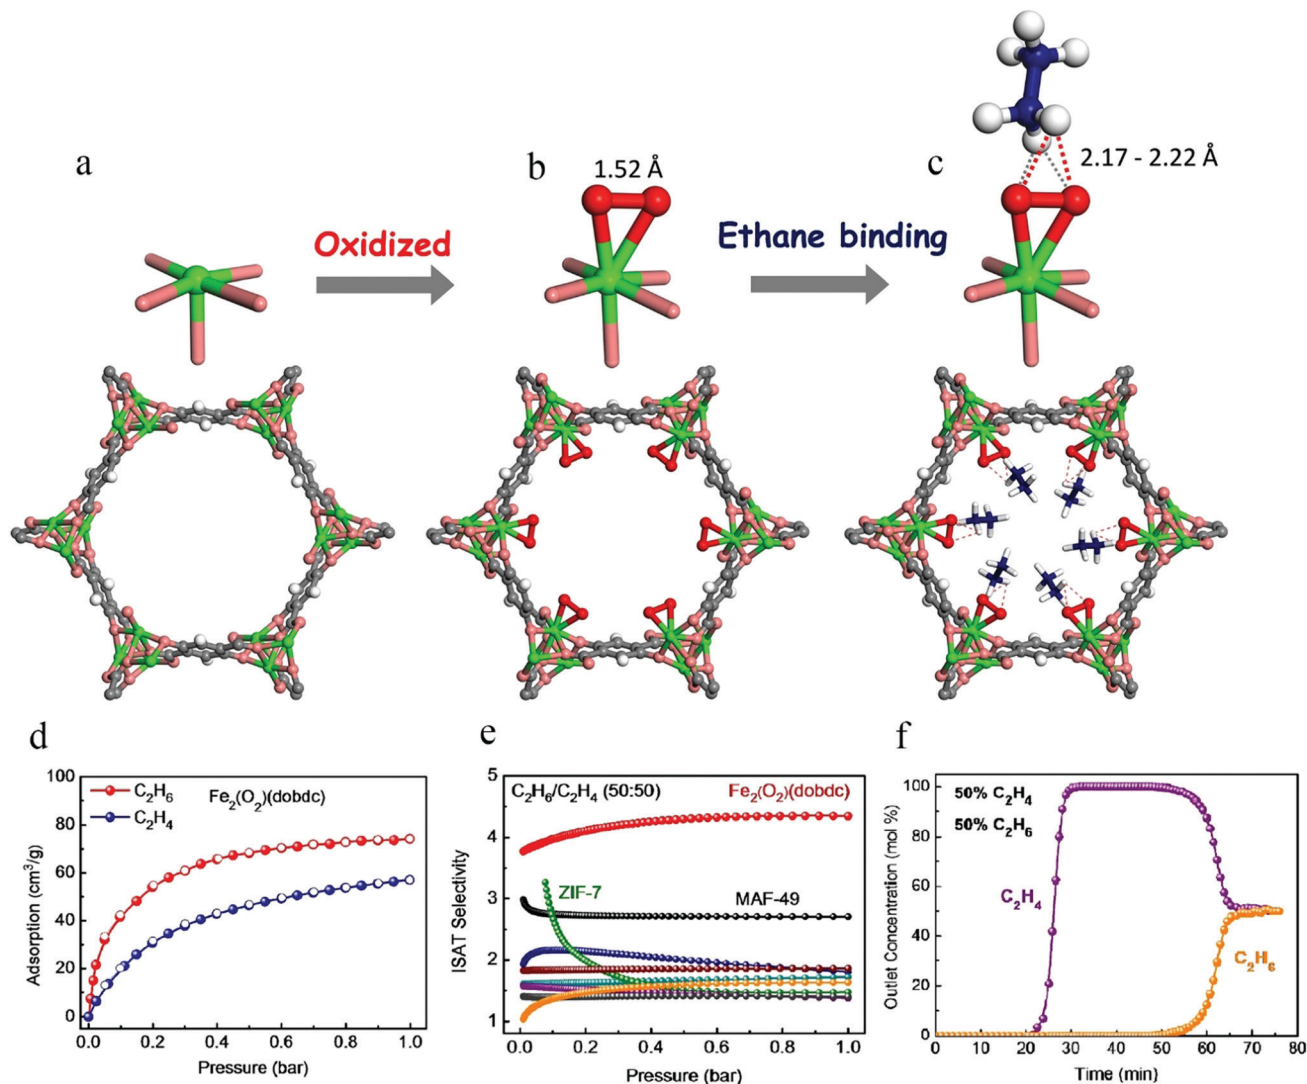 a
b
c
1.52 Å
2.17 - 2.22 Å
Oxidized
Ethane binding
d
e
f
100
80
60
40
20
0
Adsorption (cm³/g)
C₂H₆
C₂H₄
Fe₂(O₂)(dobdc)
0.0 0.2 0.4 0.6 0.8 1.0
Pressure (bar)
5
4
3
2
1
ISAT Selectivity
C₂H₆/C₂H₄ (50:50)
Fe₂(O₂)(dobdc)
ZIF-7
MAF-49
0.0 0.2 0.4 0.6 0.8 1.0
Pressure (bar)
100
80
60
40
20
0
Outlet Concentration (mol %)
50% C₂H₄
50% C₂H₆
C₂H₄
C₂H₆
0 10 20 30 40 50 60 70 80
Time (min)